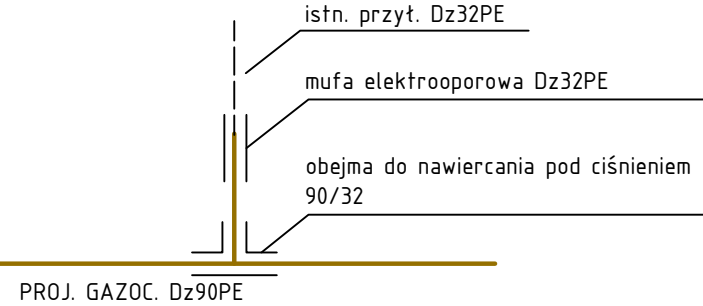 istn. przył. Dz32PE
mufa elektrooporowa Dz32PE
obejma do nawiercania pod ciśnieniem
90/32
PROJ. GAZOC. Dz90PE